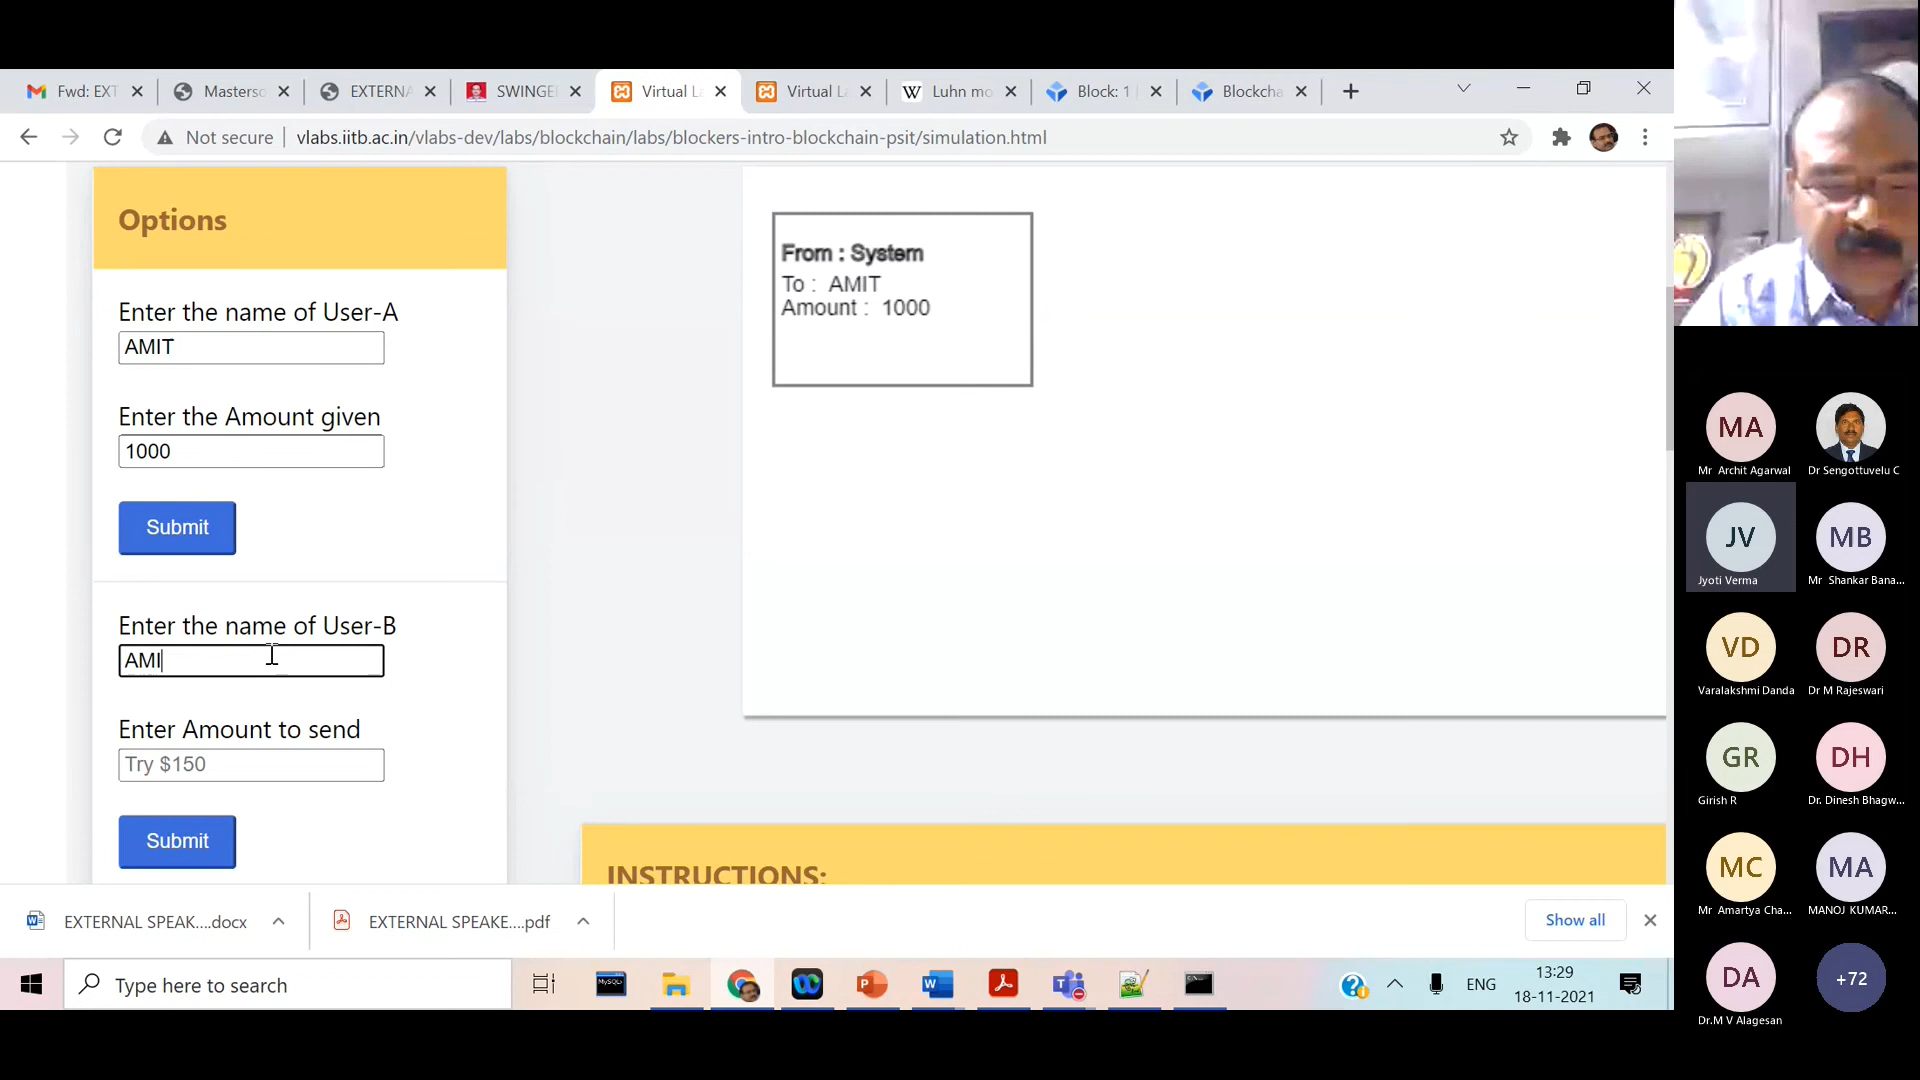 Fwd: EXT
Masterso
EXTERNA
SWINGE
Virtual La
Virtual La
Luhn mo
Block: 1
Blockcha
Not secure
vlabs.iitb.ac.in/vlabs-dev/labs/blockchain/labs/blockers-intro-blockchain-psit/simulation.html
Options
Enter the name of User-A
AMIT
Enter the Amount given
1000
Submit
Enter the name of User-B
AMI
Enter Amount to send
Try $150
Submit
From : System
To : AMIT
Amount : 1000
INSTRUCTIONS:
EXTERNAL SPEAK....docx
EXTERNAL SPEAKE....pdf
Show all
Type here to search
MySQL
ENG
13:29
18-11-2021
MA
Mr Archit Agarwal
Dr Sengottuvelu C
JV
Jyoti Verma
MB
Mr Shankar Bana...
VD
Varalakshmi Danda
DR
Dr M Rajeswari
GR
Girish R
DH
Dr. Dinesh Bhagw...
MC
Mr Amartya Cha...
MA
MANOJ KUMAR...
DA
Dr.M V Alagesan
+72